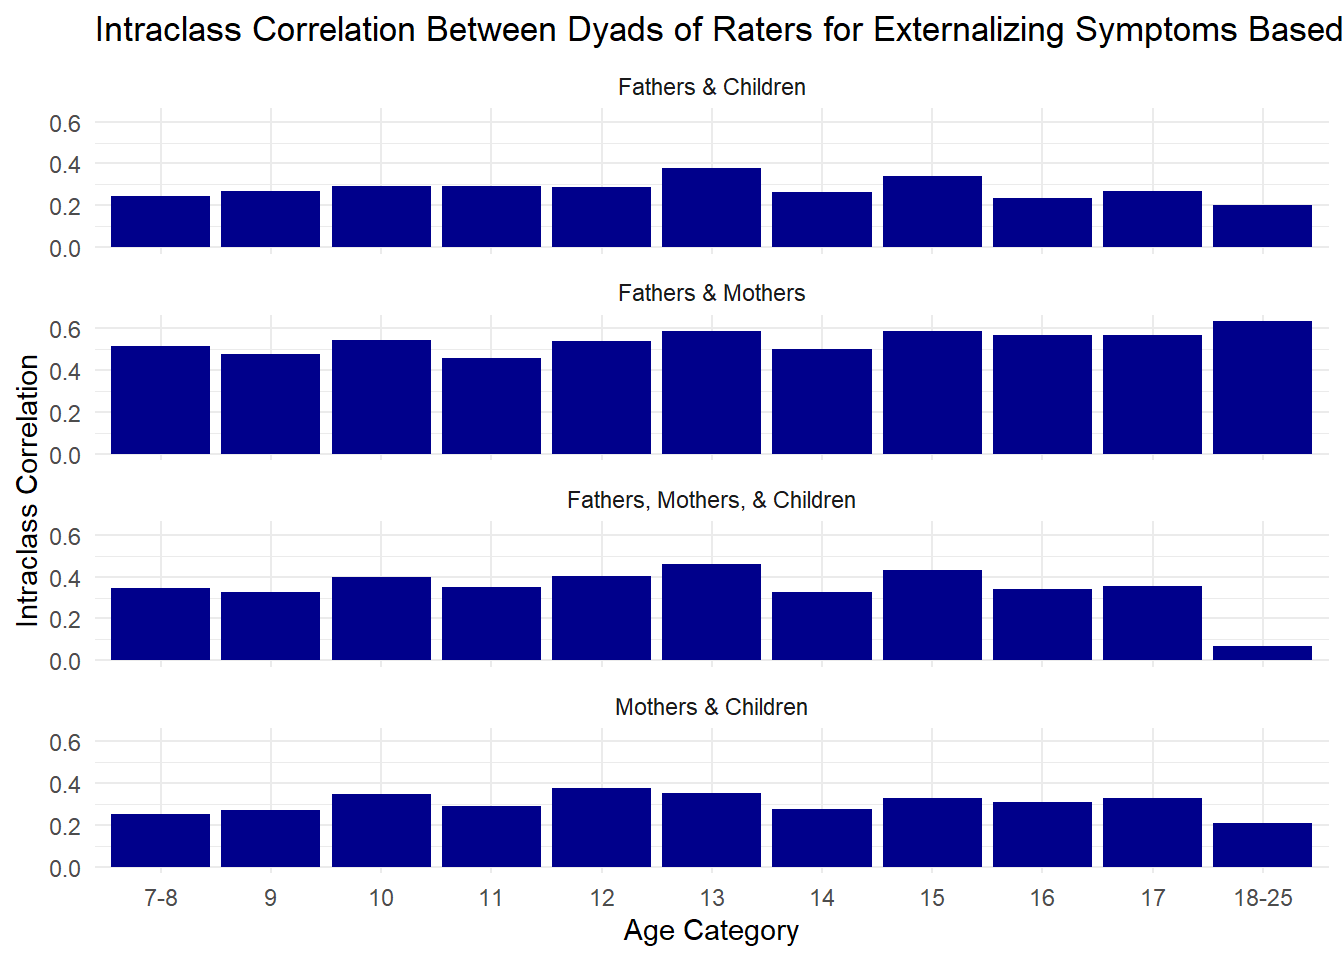 Intraclass Correlation Between Dyads of Raters for Externalizing Symptoms Based
Fathers & Children
0.6
0.4
0.2
0.0
Fathers & Mothers
0.6
0.4
0.2
0.0
Fathers, Mothers, & Children
0.6
0.4
0.2
0.0
Mothers & Children
0.6
0.4
0.2
0.0
Intraclass Correlation
7-8 9 10 11 12 13 14 15 16 17 18-25
Age Category